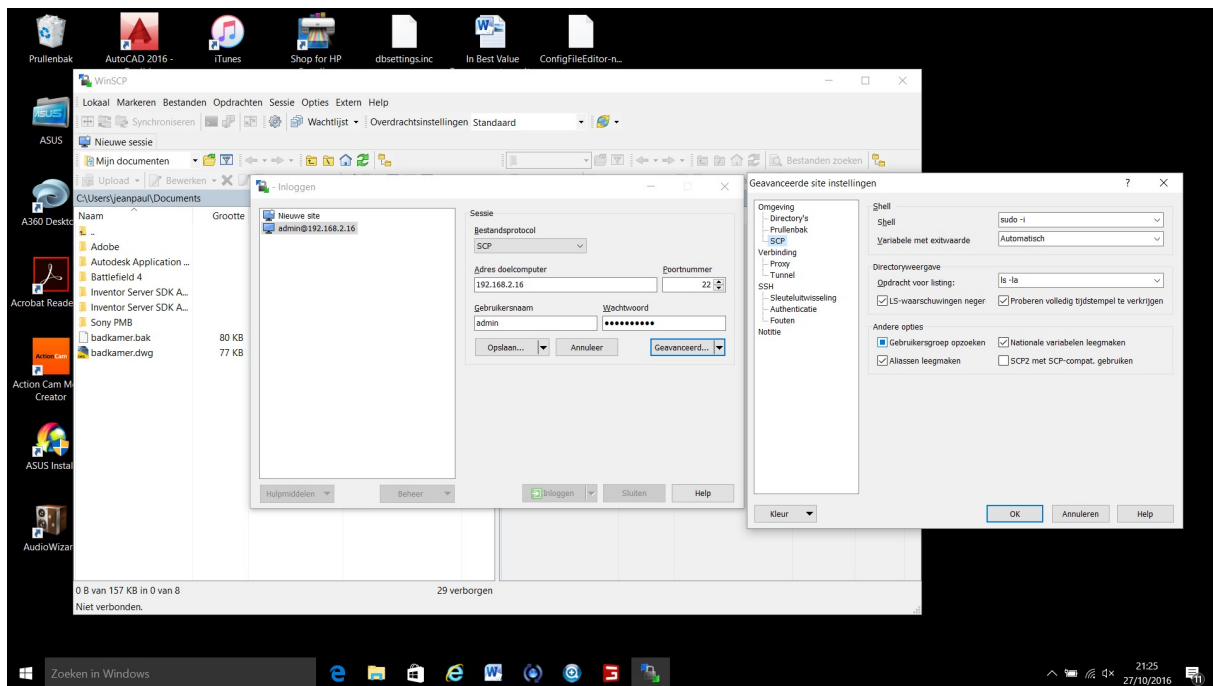 Prullenbak
AutoCAD 2016 -
iTunes
Shop for HP
dbsettings.inc
In Best Value
ConfigFileEditor-n...
ASUS
A360 Deskto
Acrobat Reade
Action Cam
Action Cam M
Creator
ASUS Instal
AudioWizar
WinSCP
Lokaal Markeren Bestanden Opdrachten Sessie Opties Extern Help
Synchroniseren
Wachtlijst
Overdrachtsinstellingen Standaard
Nieuwe sessie
Mijn documenten
Bestanden zoeken
Upload
Bewerken
C:\Users\jeanpaul\Documents
Naam Grootte
..
Adobe
Autodesk Application ...
Battlefield 4
Inventor Server SDK A...
Inventor Server SDK A...
Sony PMB
badkamer.bak 80 KB
badkamer.dwg 77 KB
0 B van 157 KB in 0 van 8
29 verborgen
Niet verbonden.
- Inloggen
Nieuwe site
admin@192.168.2.16
Sessie
Bestandsprotocol
SCP
Adres doelcomputer Poortnummer
192.168.2.16 22
Gebruikersnaam Wachtwoord
admin ••••••••••
Opslaan... Annuleer Geavanceerd...
Hulpmiddelen Beheer Inloggen Sluiten Help
Geavanceerde site instellingen ?
Omgeving
Directory's
Prullenbak
SCP
Verbinding
Proxy
Tunnel
SSH
Sleuteluitwisseling
Authenticatie
Fouten
Notitie
Shell
Shell sudo -i
Variabele met exitwaarde Automatisch
Directoryweergave
Opdracht voor listing: ls -la
LS-waarschuwingen neger Proberen volledig tijdstempel te verkrijgen
Andere opties
Gebruikersgroep opzoeken Nationale variabelen leegmaken
Aliassen leegmaken SCP2 met SCP-compat. gebruiken
Kleur OK Annuleren Help
Zoeken in Windows
21:25
27/10/2016
11